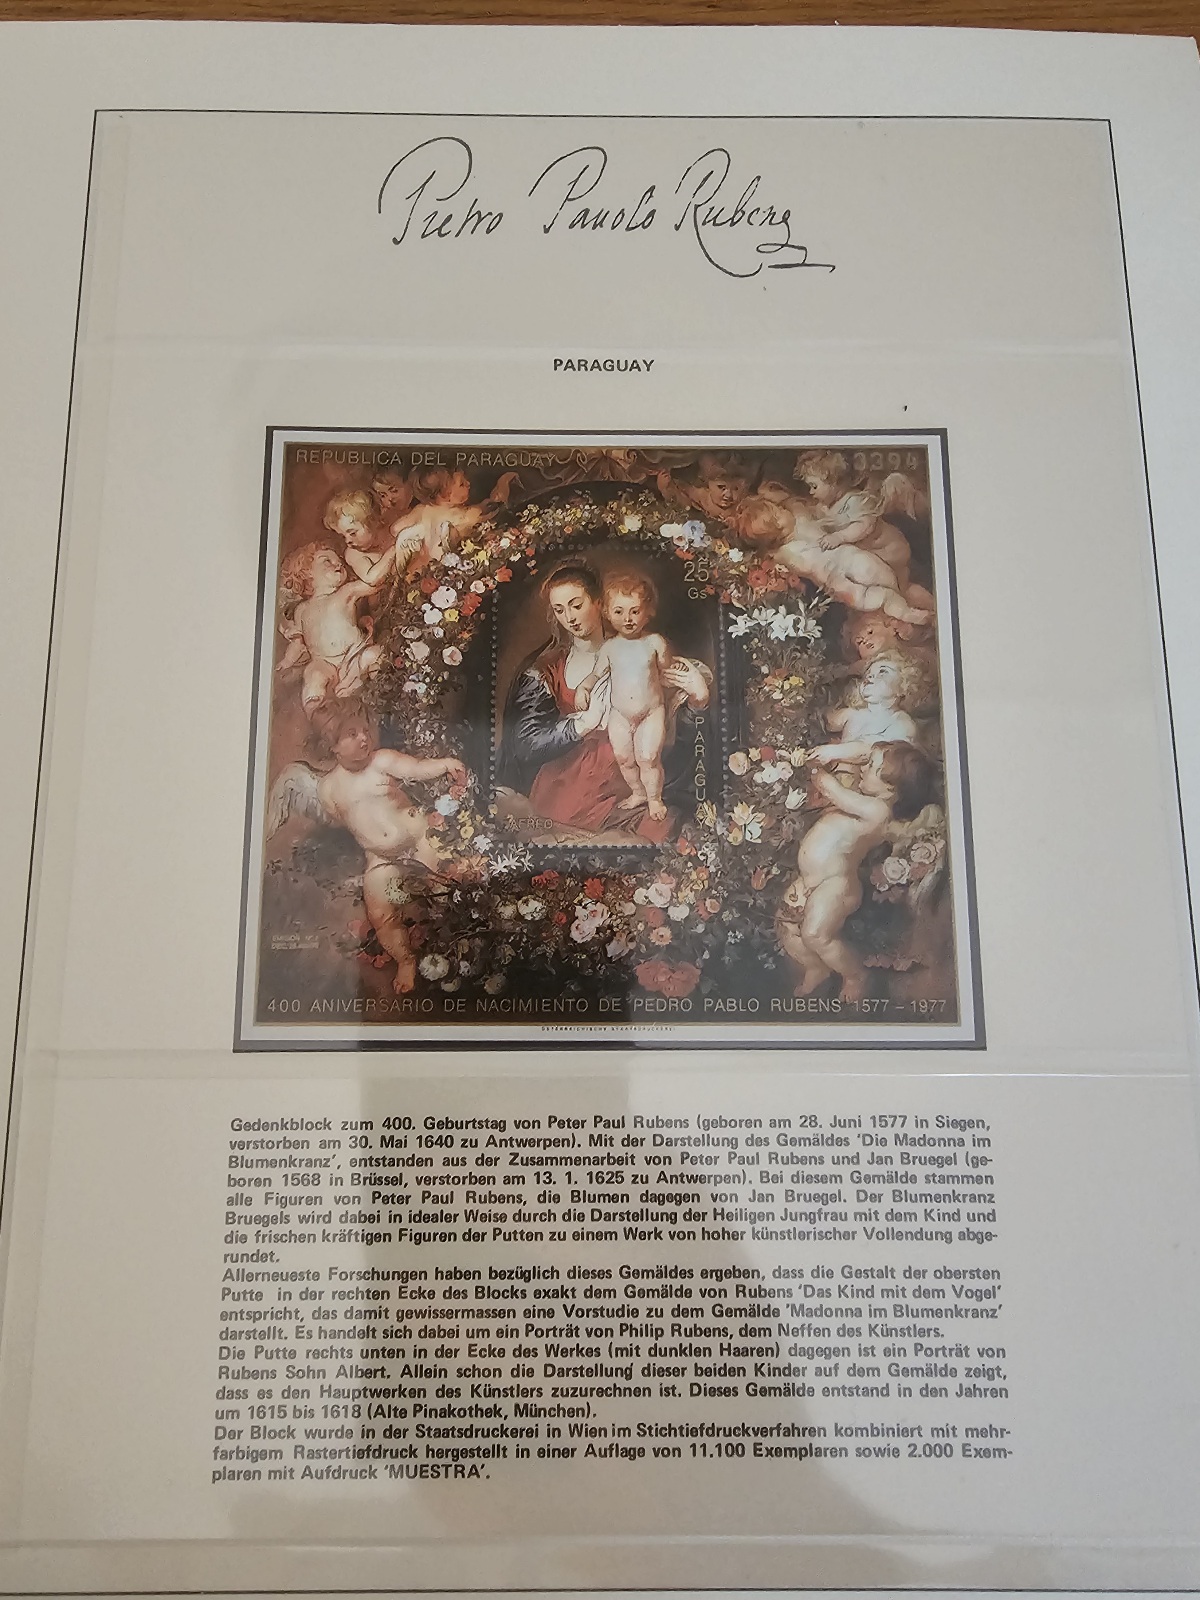 Pietro Pauolo Rubens
PARAGUAY
REPUBLICA DEL PARAGUAY
3394
25
Gs
PARAGUAY
AEREO
400 ANIVERSARIO DE NACIMIENTO DE PEDRO PABLO RUBENS 1577 – 1977
ÖSTERREICHISCHE STAATSDRUCKEREI
Gedenkblock zum 400. Geburtstag von Peter Paul Rubens (geboren am 28. Juni 1577 in Siegen,
verstorben am 30. Mai 1640 zu Antwerpen). Mit der Darstellung des Gemäldes 'Die Madonna im
Blumenkranz', entstanden aus der Zusammenarbeit von Peter Paul Rubens und Jan Bruegel (ge-
boren 1568 in Brüssel, verstorben am 13. 1. 1625 zu Antwerpen). Bei diesem Gemälde stammen
alle Figuren von Peter Paul Rubens, die Blumen dagegen von Jan Bruegel. Der Blumenkranz
Bruegels wird dabei in idealer Weise durch die Darstellung der Heiligen Jungfrau mit dem Kind und
die frischen kräftigen Figuren der Putten zu einem Werk von hoher künstlerischer Vollendung abge-
rundet.
Allerneueste Forschungen haben bezüglich dieses Gemäldes ergeben, dass die Gestalt der obersten
Putte in der rechten Ecke des Blocks exakt dem Gemälde von Rubens 'Das Kind mit dem Vogel'
entspricht, das damit gewissermassen eine Vorstudie zu dem Gemälde 'Madonna im Blumenkranz'
darstellt. Es handelt sich dabei um ein Porträt von Philip Rubens, dem Neffen des Künstlers.
Die Putte rechts unten in der Ecke des Werkes (mit dunklen Haaren) dagegen ist ein Porträt von
Rubens Sohn Albert. Allein schon die Darstellung dieser beiden Kinder auf dem Gemälde zeigt,
dass es den Hauptwerken des Künstlers zuzurechnen ist. Dieses Gemälde entstand in den Jahren
um 1615 bis 1618 (Alte Pinakothek, München).
Der Block wurde in der Staatsdruckerei in Wien im Stichtiefdruckverfahren kombiniert mit mehr-
farbigem Rastertiefdruck hergestellt in einer Auflage von 11.100 Exemplaren sowie 2.000 Exem-
plaren mit Aufdruck 'MUESTRA'.